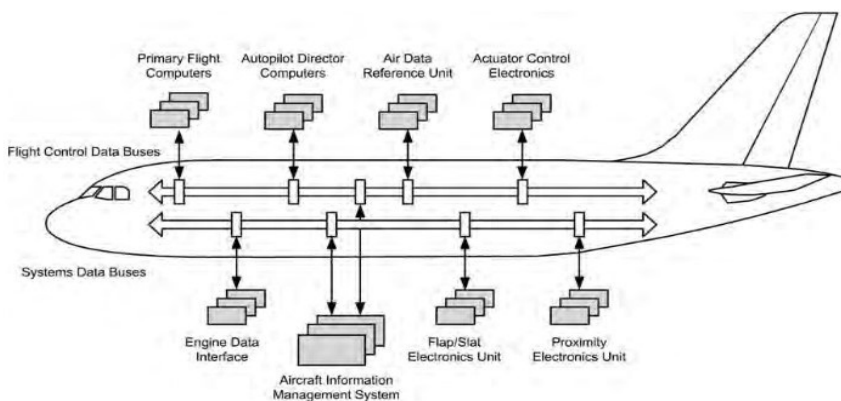 Primary Flight
Computers
Autopilot Director
Computers
Air Data
Reference Unit
Actuator Control
Electronics
Flight Control Data Buses
Systems Data Buses
Engine Data
Interface
Aircraft Information
Management System
Flap/Slat
Electronics Unit
Proximity
Electronics Unit